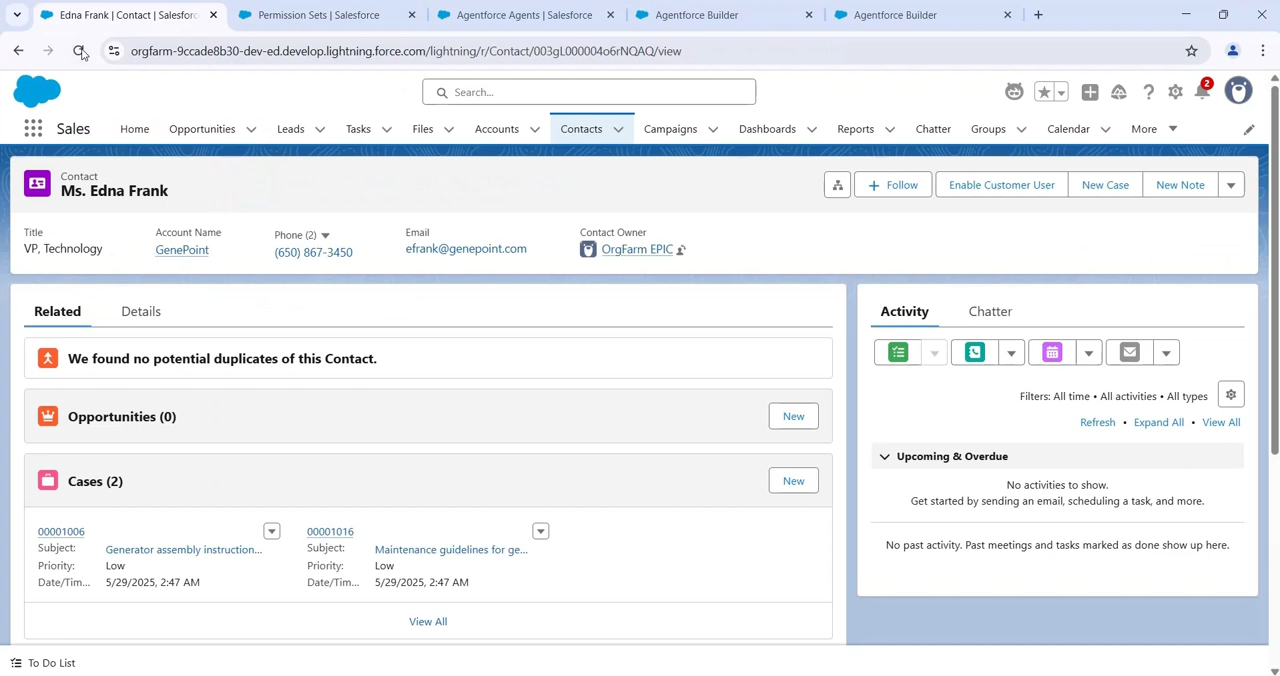 Edna Frank | Contact | Salesforc
Permission Sets | Salesforce
Agentforce Agents | Salesforce
Agentforce Builder
Agentforce Builder
orgfarm-9ccade8b30-dev-ed.develop.lightning.force.com/lightning/r/Contact/003gL000004o6rNQAQ/view
Search...
2
Sales
Home
Opportunities
Leads
Tasks
Files
Accounts
Contacts
Campaigns
Dashboards
Reports
Chatter
Groups
Calendar
More
Contact
Ms. Edna Frank
Follow
Enable Customer User
New Case
New Note
Title
VP, Technology
Account Name
GenePoint
Phone (2)
(650) 867-3450
Email
efrank@genepoint.com
Contact Owner
OrgFarm EPIC
Related
Details
We found no potential duplicates of this Contact.
Opportunities (0)
New
Cases (2)
New
00001006
Subject:
Generator assembly instruction...
Priority:
Low
Date/Tim...
5/29/2025, 2:47 AM
00001016
Subject:
Maintenance guidelines for ge...
Priority:
Low
Date/Tim...
5/29/2025, 2:47 AM
View All
Activity
Chatter
Filters: All time • All activities • All types
Refresh • Expand All • View All
Upcoming & Overdue
No activities to show.
Get started by sending an email, scheduling a task, and more.
No past activity. Past meetings and tasks marked as done show up here.
To Do List